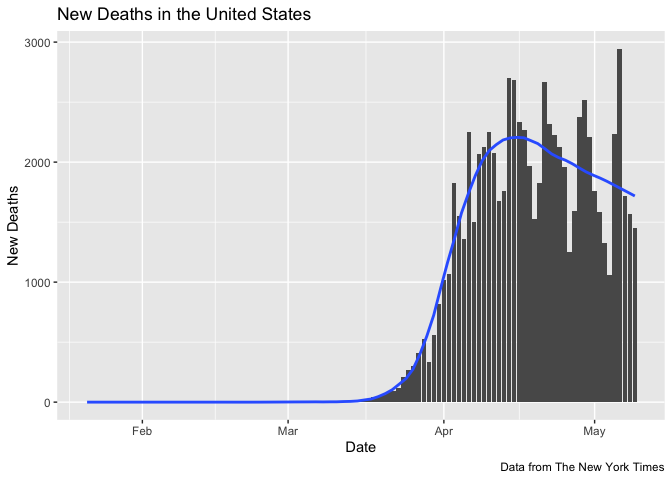 New Deaths in the United States
New Deaths
3000
2000
1000
0
Feb Mar Apr May
Date
Data from The New York Times